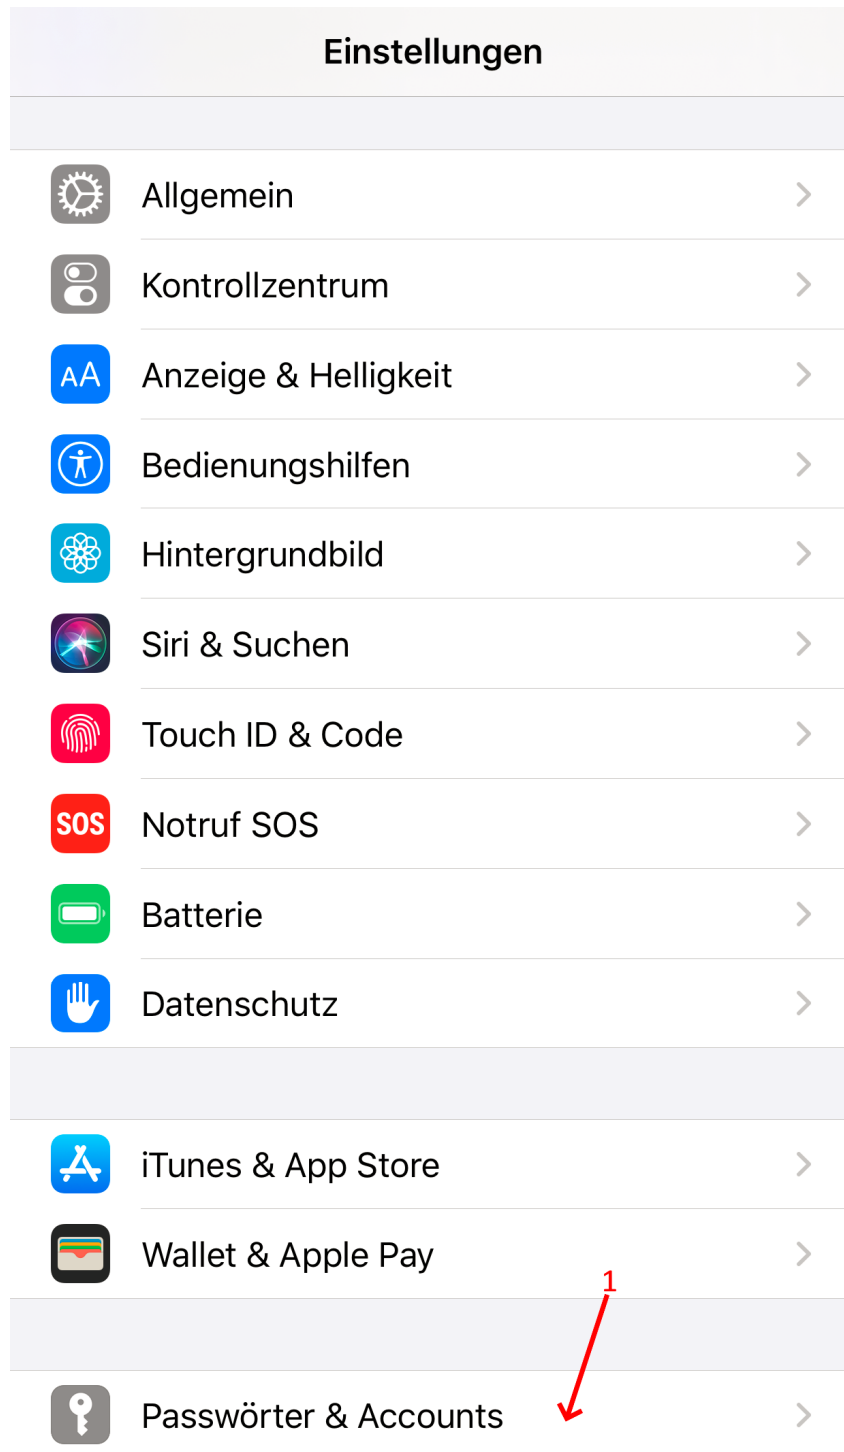 Einstellungen
Allgemein
Kontrollzentrum
AA Anzeige & Helligkeit
Bedienungshilfen
Hintergrundbild
Siri & Suchen
Touch ID & Code
SOS Notruf SOS
Batterie
Datenschutz
iTunes & App Store
Wallet & Apple Pay
1
Passwörter & Accounts